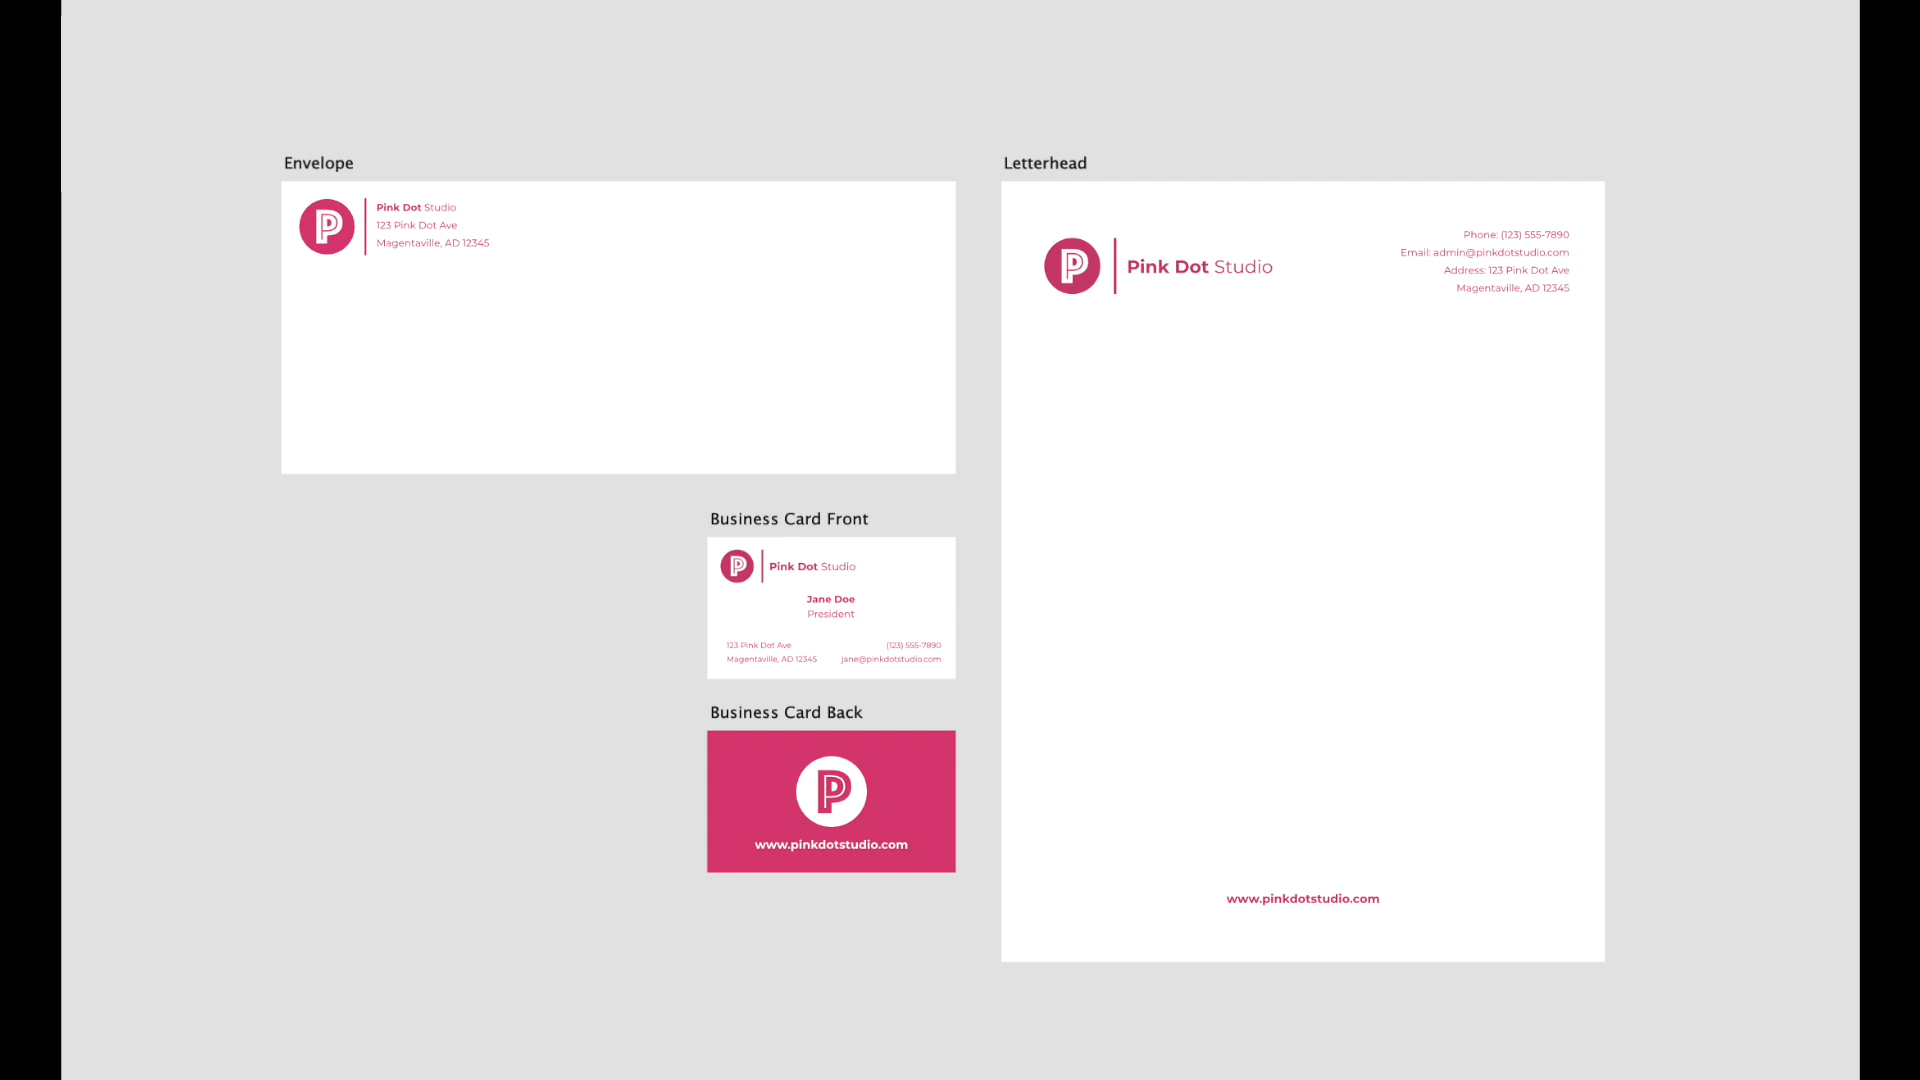 Envelope
P
Pink Dot Studio
123 Pink Dot Ave
Magentaville, AD 12345
Letterhead
P
Pink Dot Studio
Phone: (123) 555-7890
Email: admin@pinkdotstudio.com
Address: 123 Pink Dot Ave
Magentaville, AD 12345
www.pinkdotstudio.com
Business Card Front
P
Pink Dot Studio
Jane Doe
President
123 Pink Dot Ave
Magentaville, AD 12345
(123) 555-7890
jane@pinkdotstudio.com
Business Card Back
P
www.pinkdotstudio.com